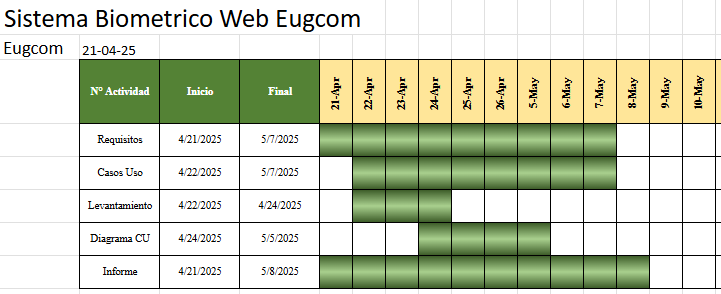 Sistema Biometrico Web Eugcom
Eugcom 21-04-25
Nº Actividad Inicio Final 21-Apr 22-Apr 23-Apr 24-Apr 25-Apr 26-Apr 5-May 6-May 7-May 8-May 9-May 10-May
Requisitos 4/21/2025 5/7/2025
Casos Uso 4/22/2025 5/7/2025
Levantamiento 4/22/2025 4/24/2025
Diagrama CU 4/24/2025 5/5/2025
Informe 4/21/2025 5/8/2025